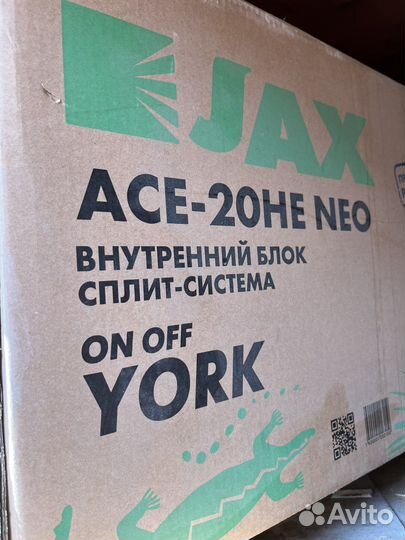 JAX
ACE-20HE NEO
ВНУТРЕННИЙ БЛОК
СПЛИТ-СИСТЕМА
ON OFF
YORK
Avito